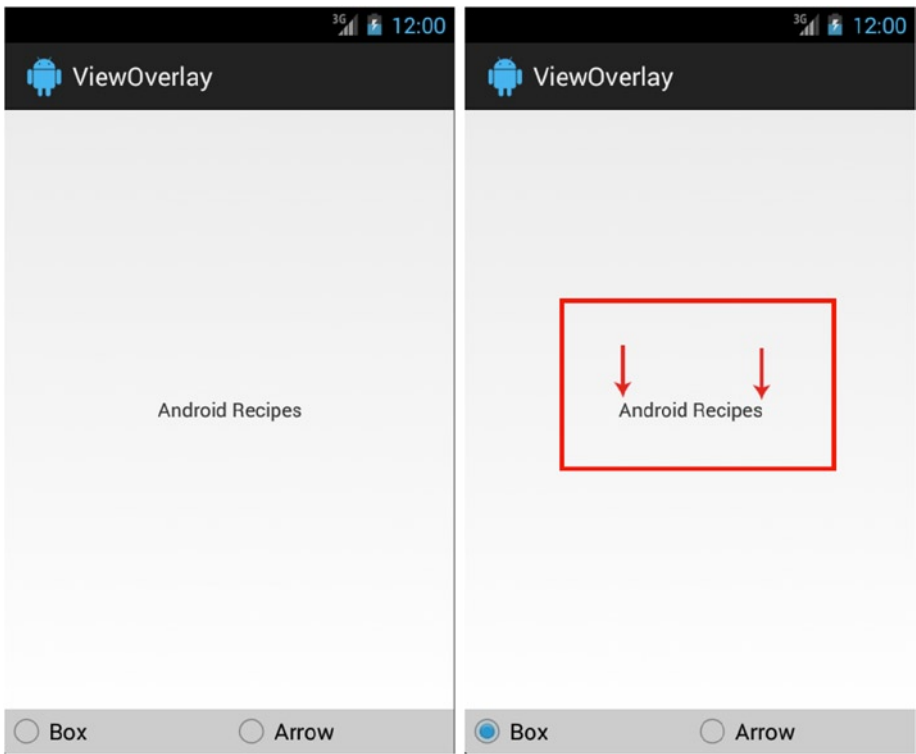 3G 12:00
ViewOverlay
Android Recipes
Box Arrow
3G 12:00
ViewOverlay
Android Recipes
Box Arrow